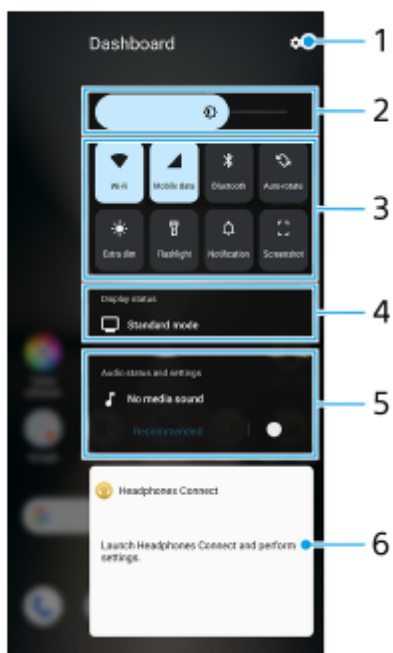 Dashboard
1
2
Wi-Fi
Mobile data
Bluetooth
Auto-rotate
3
Extra dim
Flashlight
Notification
Screenshot
Display status
4
Standard mode
Audio status and settings
5
No media sound
Recommended
Headphones Connect
Launch Headphones Connect and perform
6
settings.